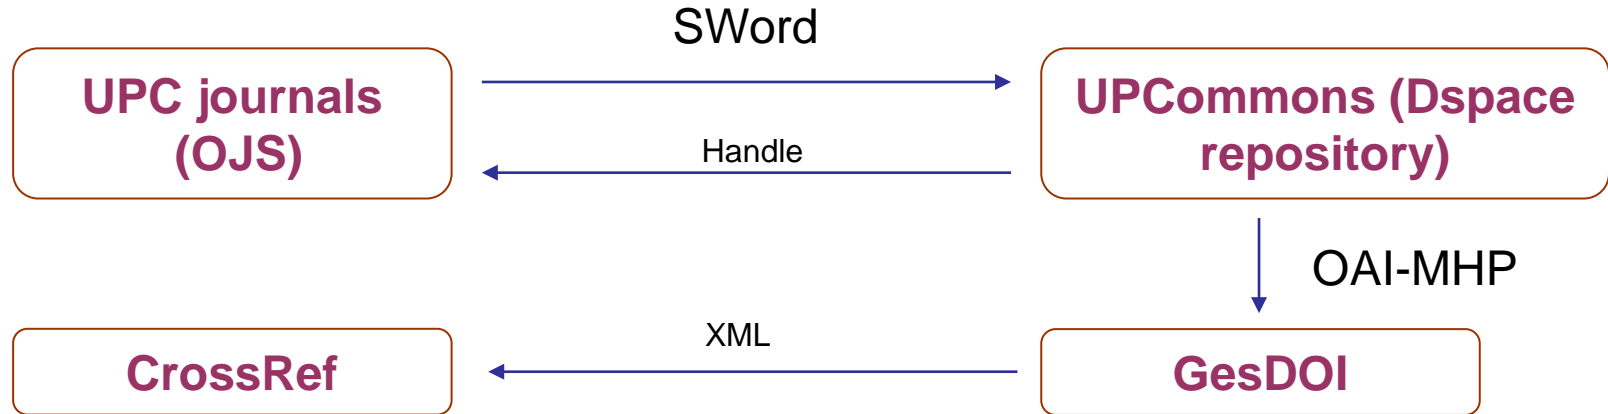 SWord
UPC journals
(OJS)
UPCommons (Dspace
repository)
Handle
OAI-MHP
XML
CrossRef
GesDOI